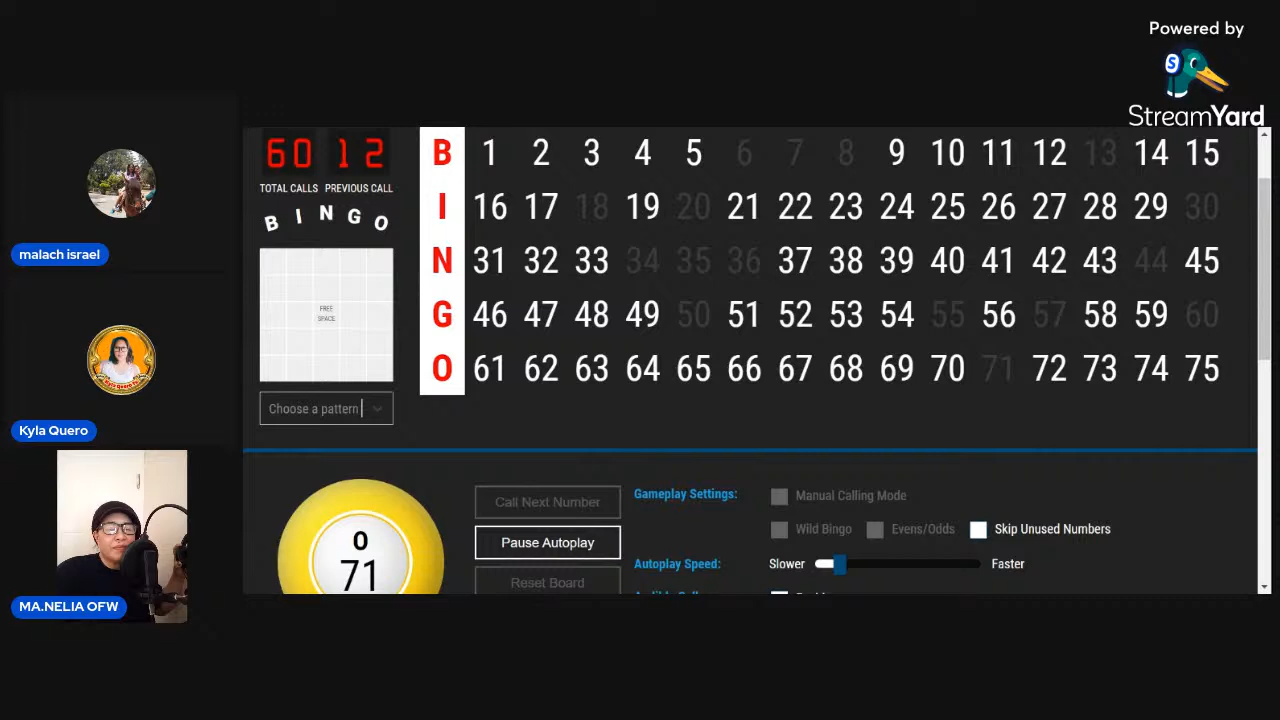 Powered by
StreamYard
60 12
TOTAL CALLS PREVIOUS CALL
BINGO
FREE
SPACE
Choose a pattern
B 1 2 3 4 5 6 7 8 9 10 11 12 13 14 15
I 16 17 18 19 20 21 22 23 24 25 26 27 28 29 30
N 31 32 33 34 35 36 37 38 39 40 41 42 43 44 45
G 46 47 48 49 50 51 52 53 54 55 56 57 58 59 60
O 61 62 63 64 65 66 67 68 69 70 71 72 73 74 75
malach israel
Kyla Quero
MA.NELIA OFW
O
71
Call Next Number
Pause Autoplay
Reset Board
Gameplay Settings:
Manual Calling Mode
Wild Bingo Evens/Odds Skip Unused Numbers
Autoplay Speed: Slower Faster